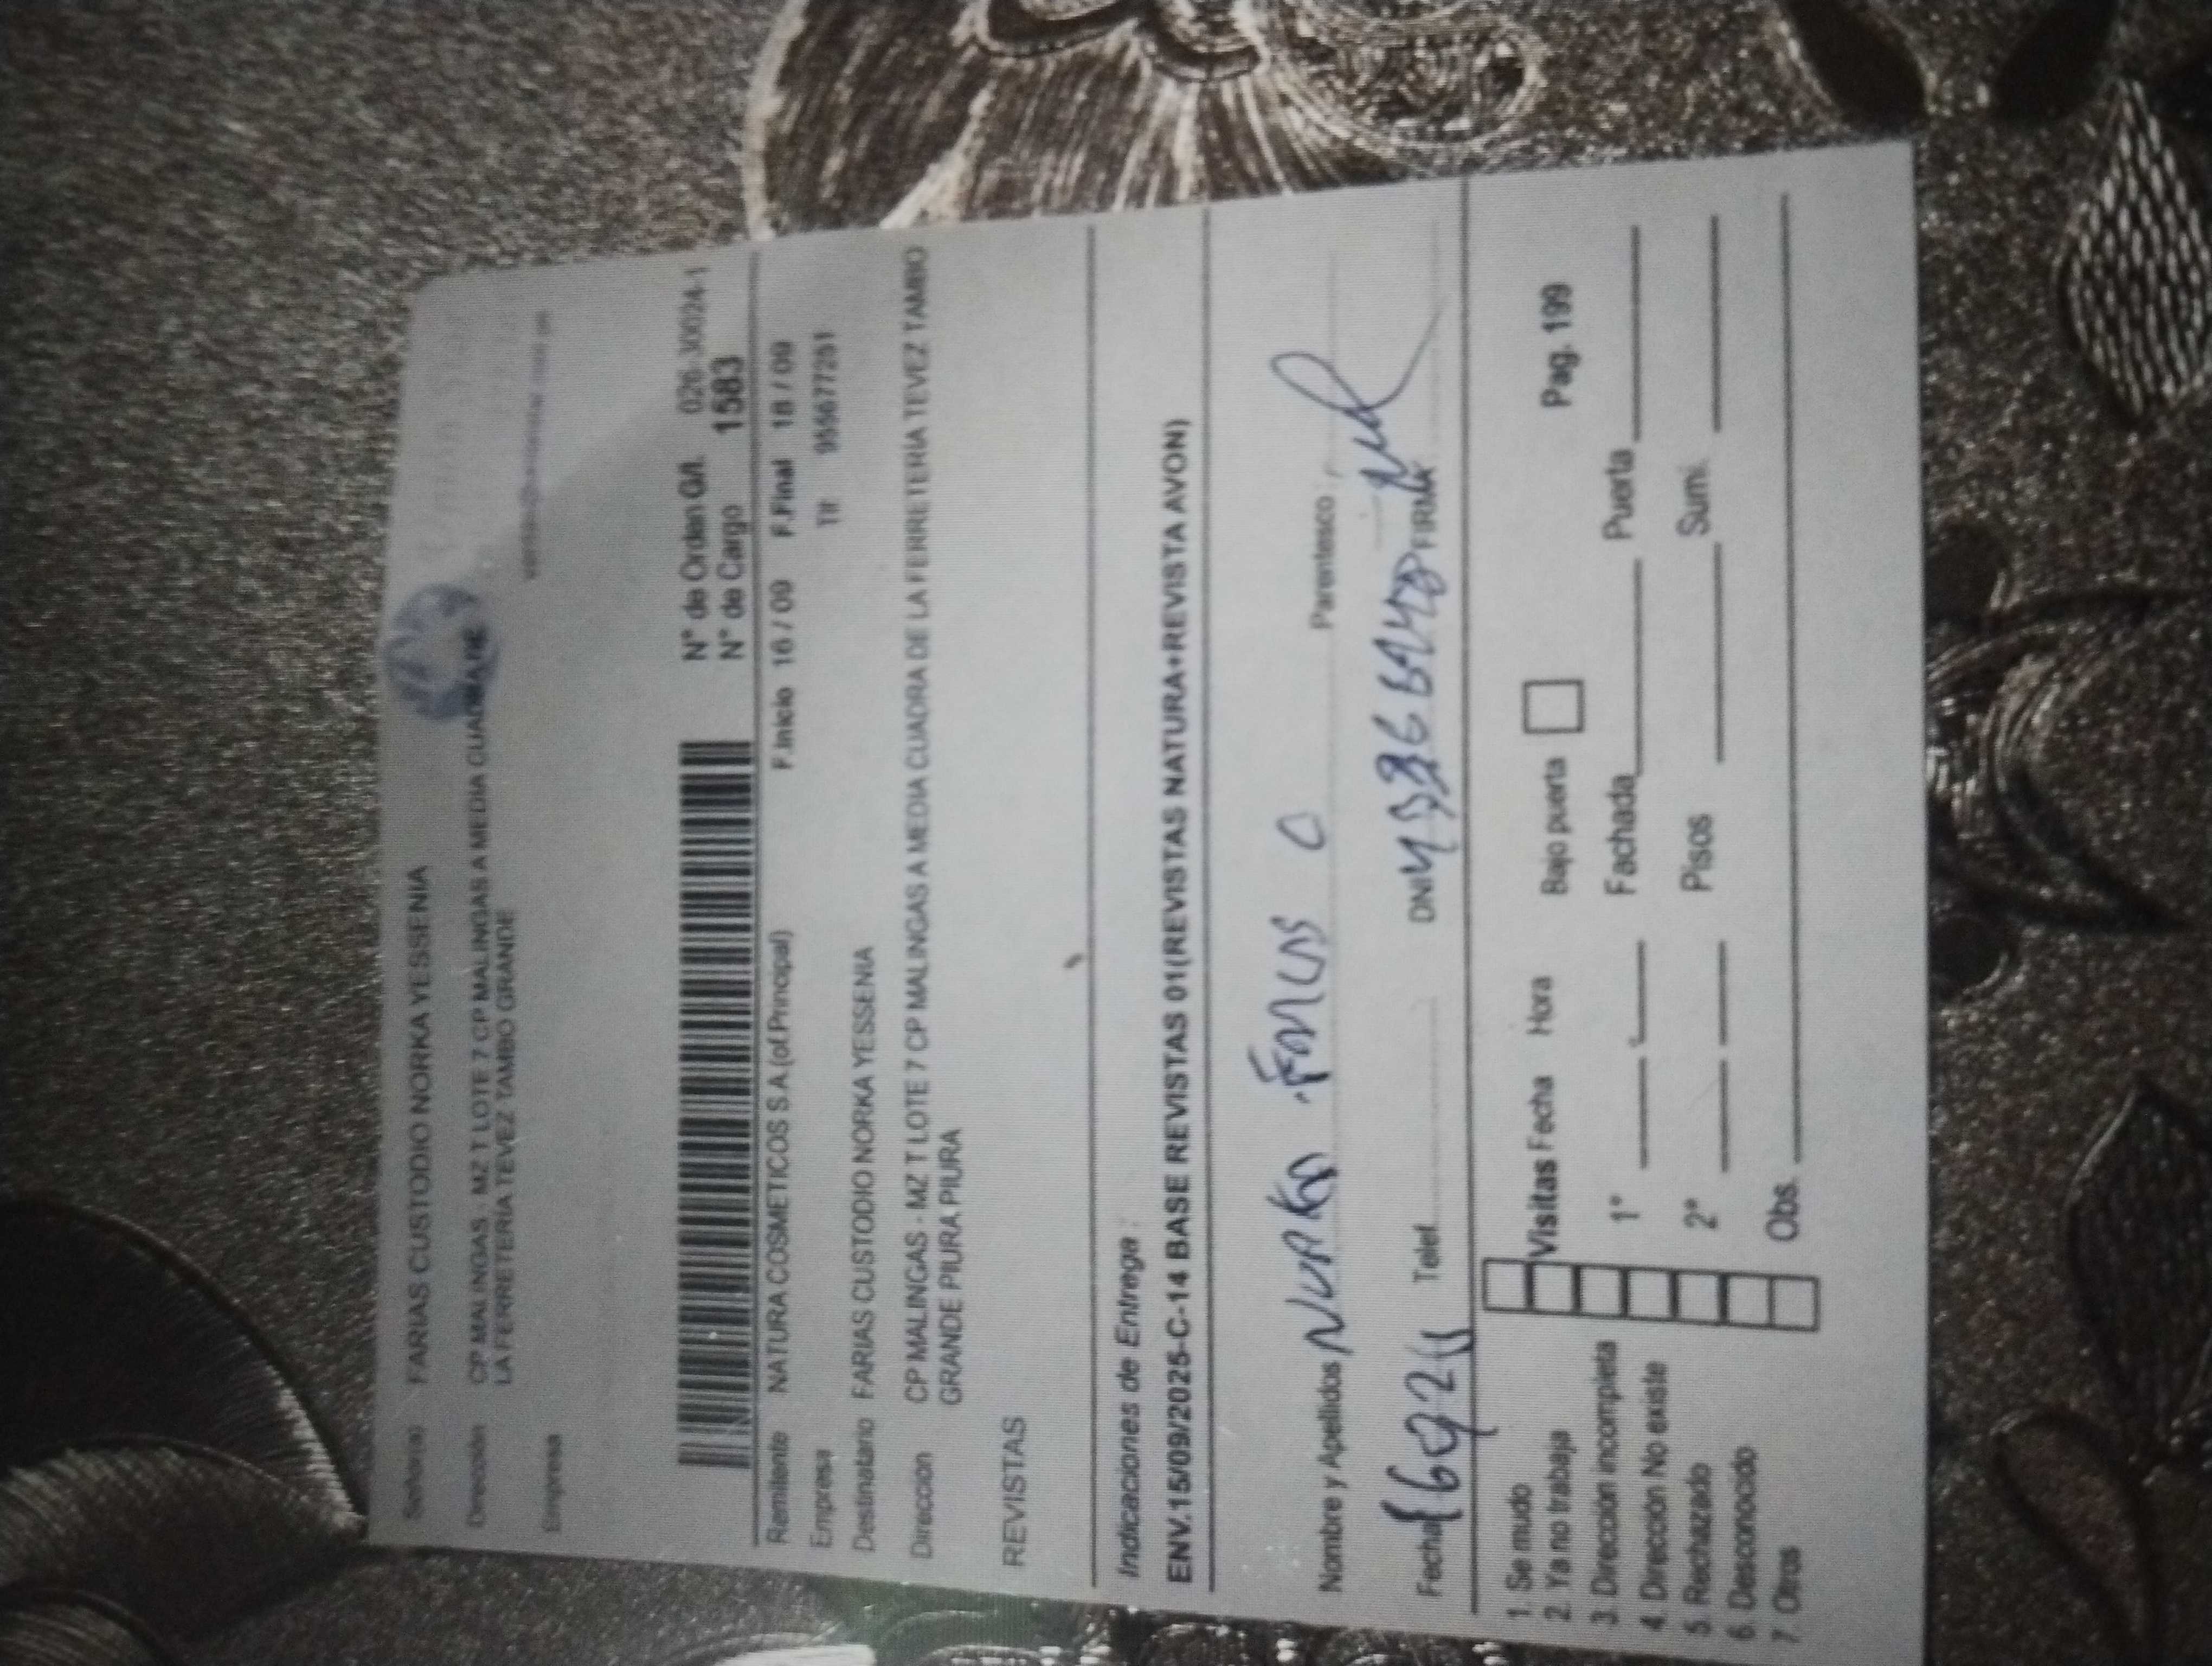 Señor(a) FARIAS CUSTODIO NORKA YESSENIA
Dirección CP MALINGAS - MZ T LOTE 7 CP MALINGAS A MEDIA CUADRA DE
LA FERRETERIA TEVEZ TAMBO GRANDE
Empresa
N° de Orden G/L 026-30024-1
N° de Cargo 1583
Remitente NATURA COSMETICOS S.A.(of.Principal) F.inicio 16 / 09 F.Final 18 / 09
Empresa Tlf 955677251
Destinatario FARIAS CUSTODIO NORKA YESSENIA
Dirección CP MALINGAS - MZ T LOTE 7 CP MALINGAS A MEDIA CUADRA DE LA FERRETERIA TEVEZ TAMBO
GRANDE PIURA PIURA
REVISTAS
Indicaciones de Entrega :
ENV.15/09/2025-C-14 BASE REVISTAS 01(REVISTAS NATURA+REVISTA AVON)
Nombre y Apellidos Norka Farias C Parentesco :
Fecha Telef. DNI FIRMA
1. Se mudo
2. Ya no trabaja
3. Dirección incompleta
4. Dirección No existe
5. Rechazado
6. Desconocido
7. Otros
Visitas Fecha Hora Bajo puerta Pag. 199
1° Fachada Puerta
2° Pisos Sumi.
Obs.